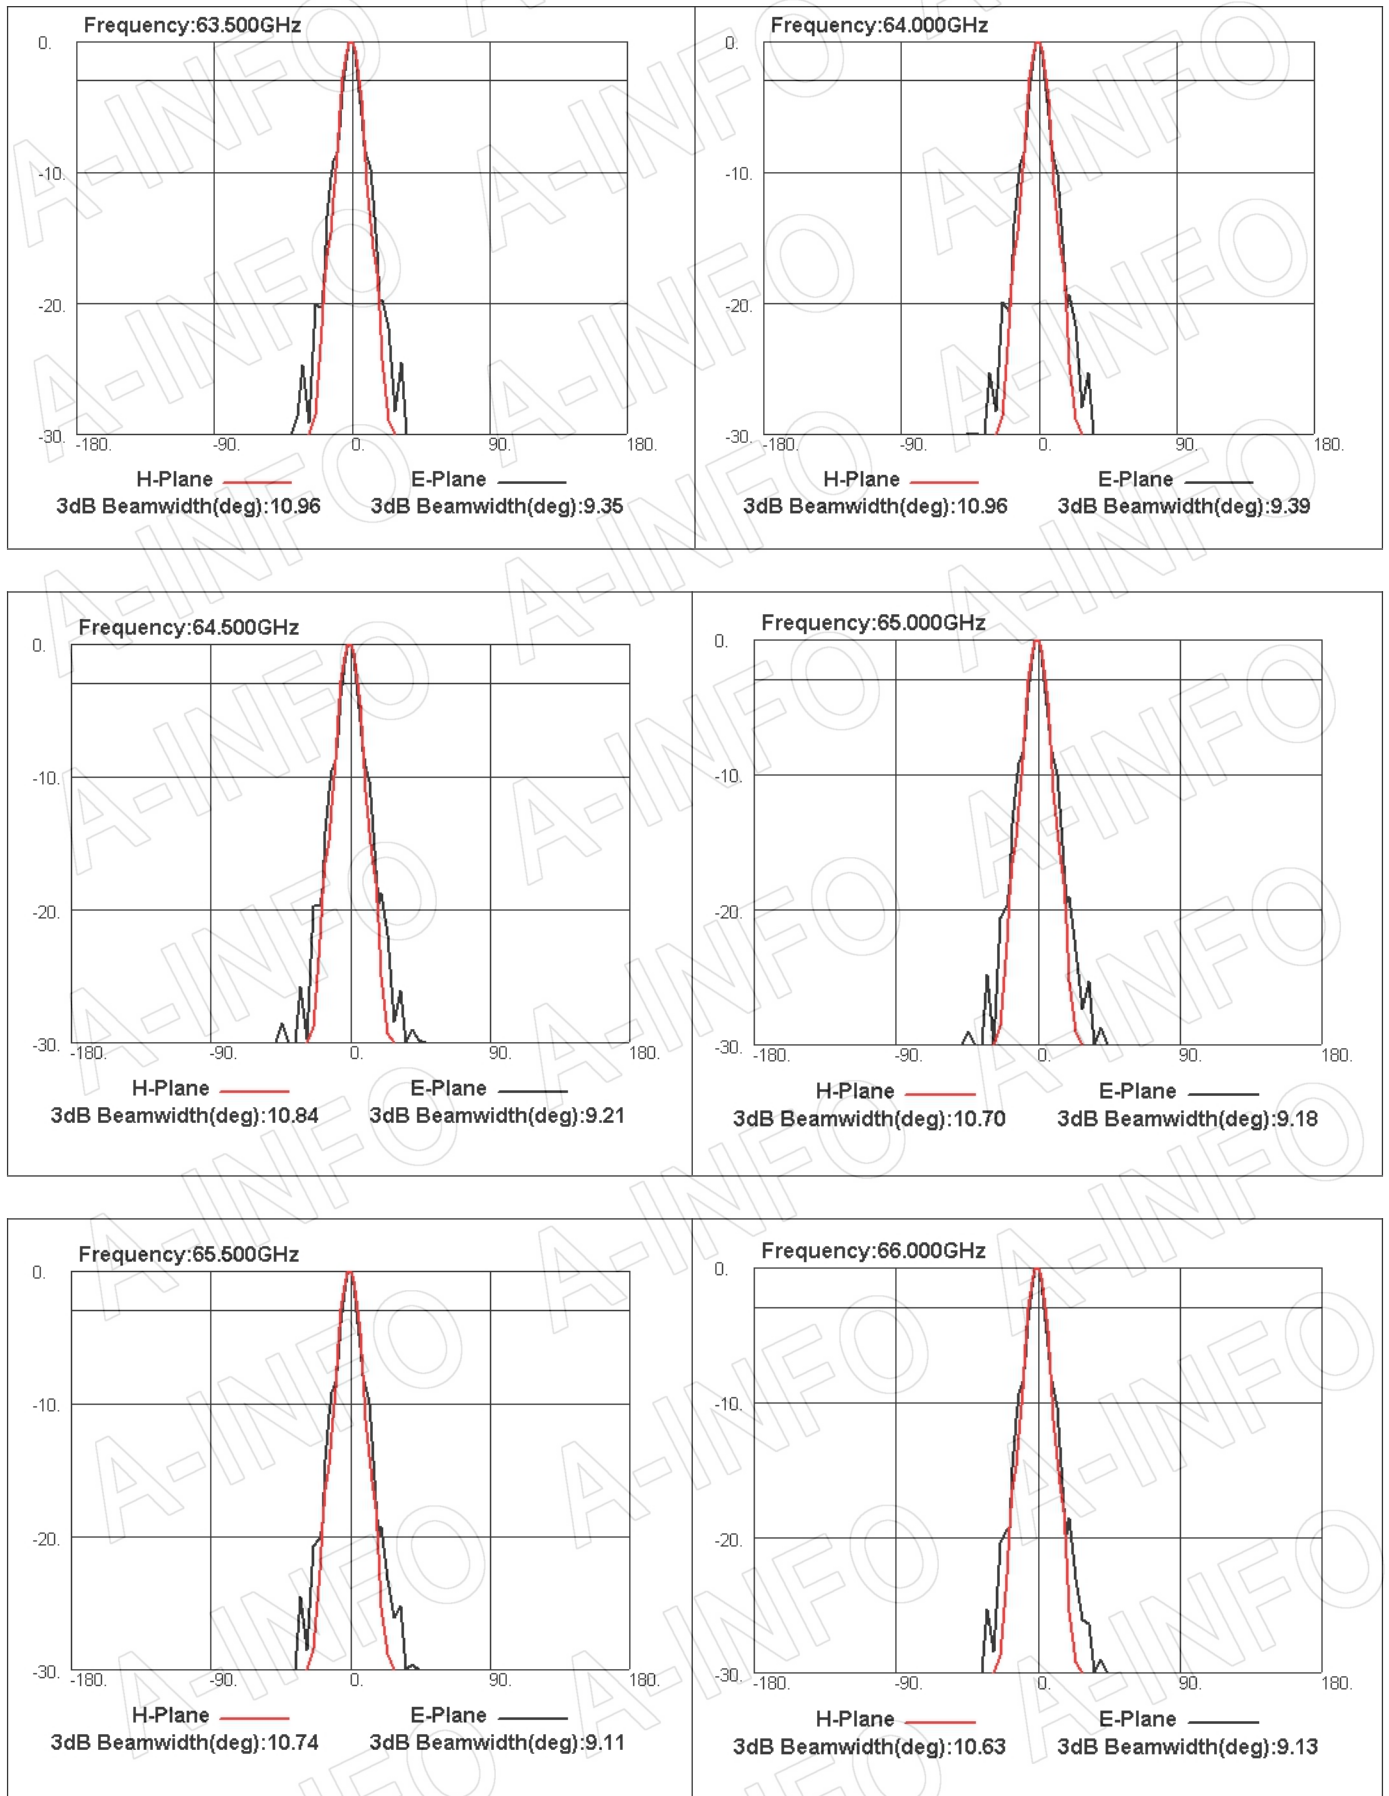 Frequency:63.500GHz
0.
-10.
-20.
-30.
-180. -90. 0. 90. 180.
H-Plane E-Plane
3dB Beamwidth(deg):10.96 3dB Beamwidth(deg):9.35
Frequency:64.000GHz
0.
-10.
-20.
-30.
-180. -90. 0. 90. 180.
H-Plane E-Plane
3dB Beamwidth(deg):10.96 3dB Beamwidth(deg):9.39
Frequency:64.500GHz
0.
-10.
-20.
-30.
-180. -90. 0. 90. 180.
H-Plane E-Plane
3dB Beamwidth(deg):10.84 3dB Beamwidth(deg):9.21
Frequency:65.000GHz
0.
-10.
-20.
-30.
-180. -90. 0. 90. 180.
H-Plane E-Plane
3dB Beamwidth(deg):10.70 3dB Beamwidth(deg):9.18
Frequency:65.500GHz
0.
-10.
-20.
-30.
-180. -90. 0. 90. 180.
H-Plane E-Plane
3dB Beamwidth(deg):10.74 3dB Beamwidth(deg):9.11
Frequency:66.000GHz
0.
-10.
-20.
-30.
-180. -90. 0. 90. 180.
H-Plane E-Plane
3dB Beamwidth(deg):10.63 3dB Beamwidth(deg):9.13
A-INFO